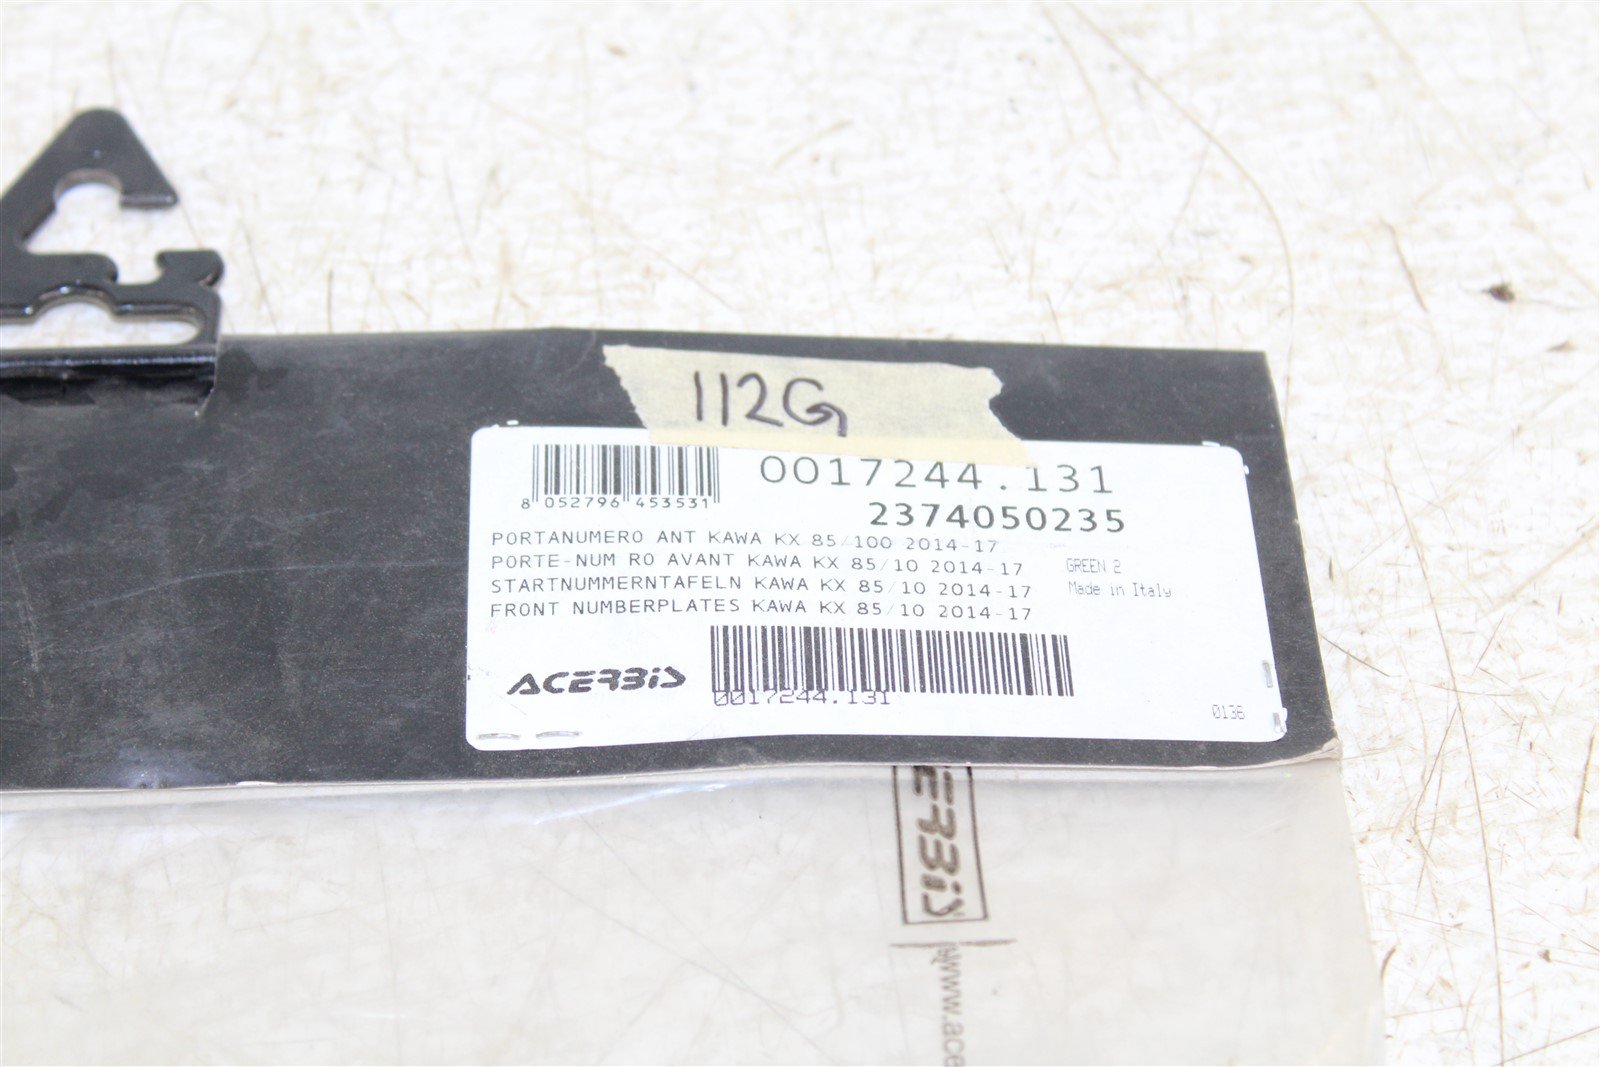 112G
0017244.131
8 052796 453531
2374050235
PORTANUMERO ANT KAWA KX 85/100 2014-17
PORTE-NUM RO AVANT KAWA KX 85/10 2014-17 GREEN 2
STARTNUMMERNTAFELN KAWA KX 85/10 2014-17 Made in Italy
FRONT NUMBERPLATES KAWA KX 85/10 2014-17
ACERBIS
0017244.131
0136
ERBIS
www.ace